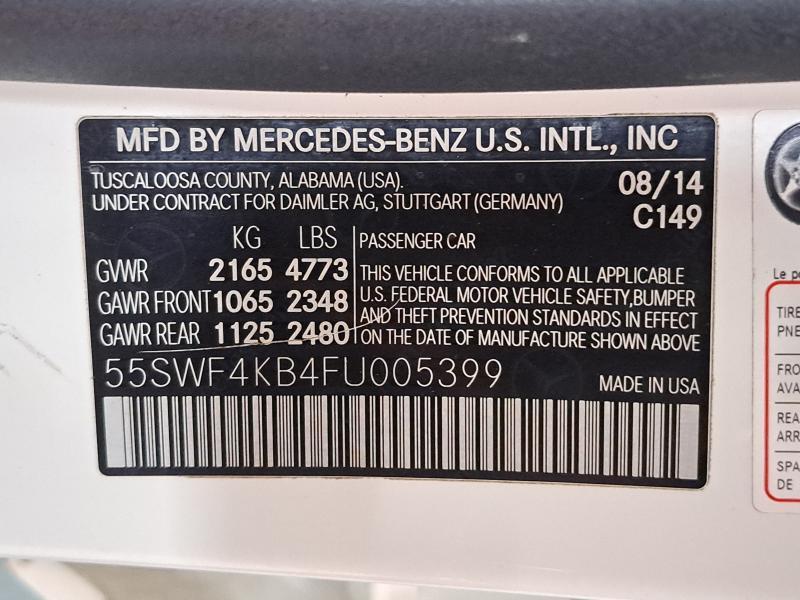 MFD BY MERCEDES-BENZ U.S. INTL., INC
TUSCALOOSA COUNTY, ALABAMA (USA).
UNDER CONTRACT FOR DAIMLER AG, STUTTGART (GERMANY)
08/14
C149
KG LBS
GVWR 2165 4773
GAWR FRONT 1065 2348
GAWR REAR 1125 2480
PASSENGER CAR
THIS VEHICLE CONFORMS TO ALL APPLICABLE
U.S. FEDERAL MOTOR VEHICLE SAFETY,BUMPER
AND THEFT PREVENTION STANDARDS IN EFFECT
ON THE DATE OF MANUFACTURE SHOWN ABOVE
55SWF4KB4FU005399
MADE IN USA
Le
TIRE
DE